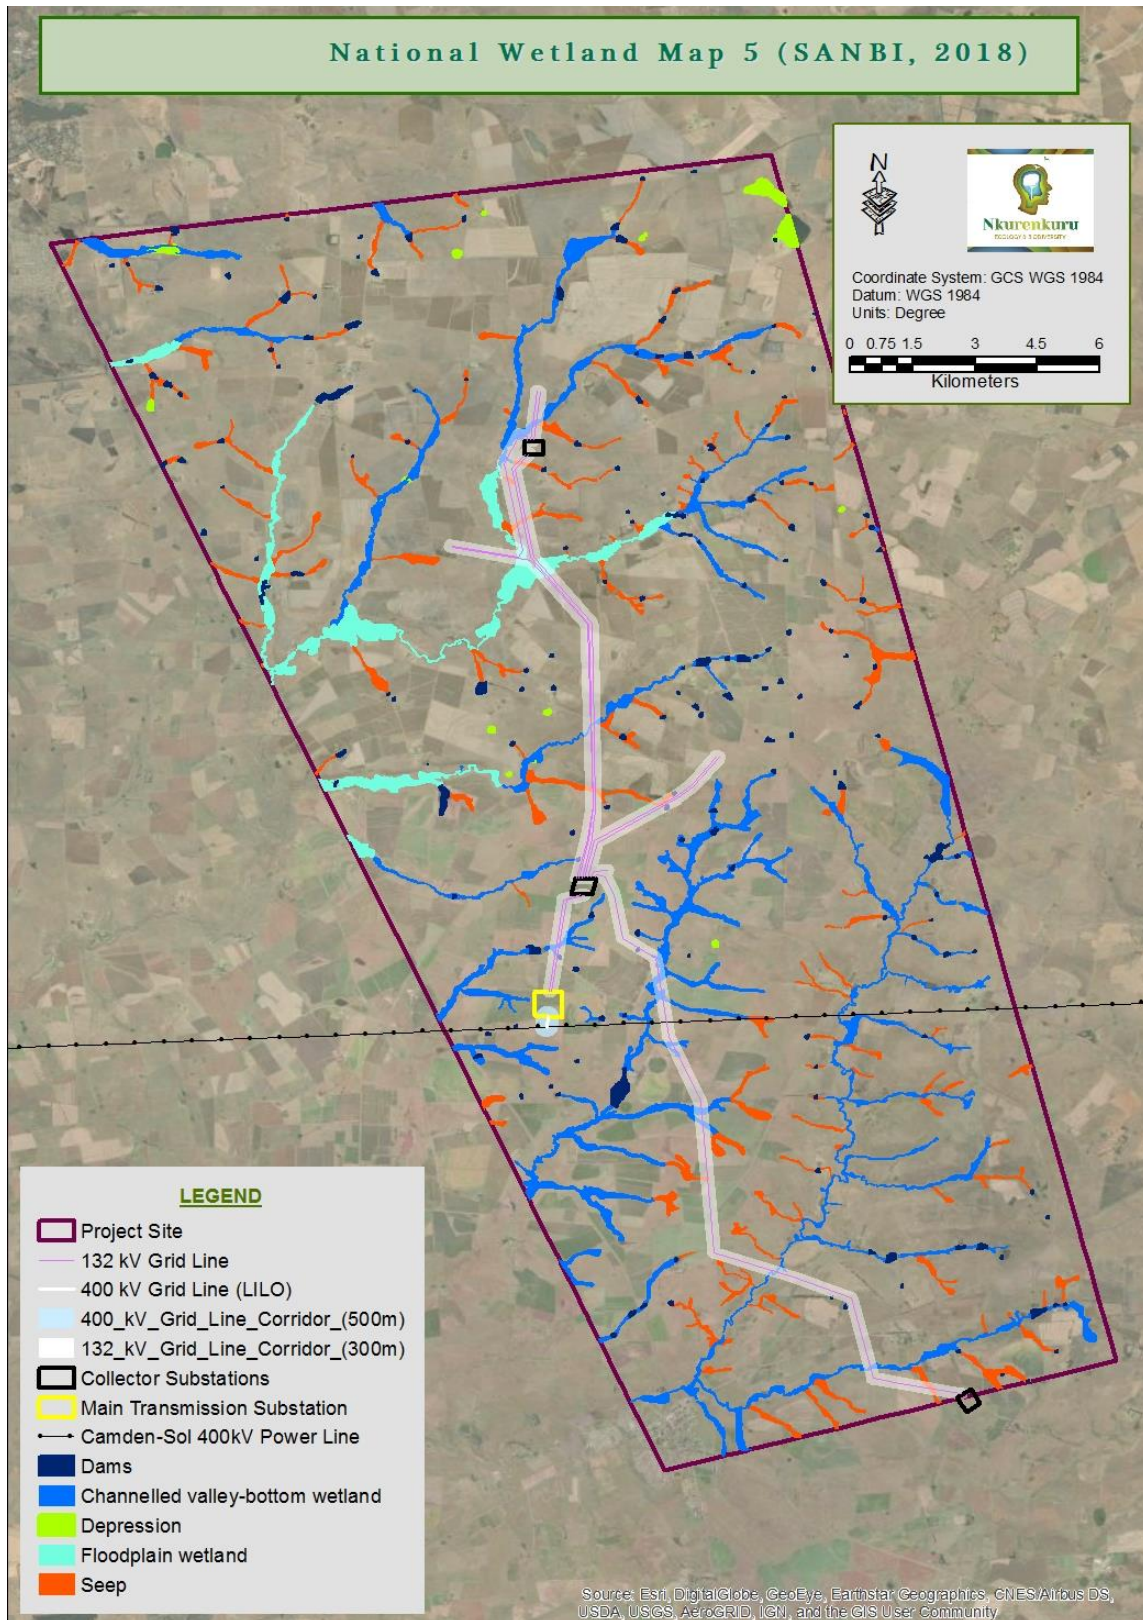 National Wetland Map 5 (SANBI, 2018)
N
Nkurenkuru
ECOLOGY & BIODIVERSITY
Coordinate System: GCS WGS 1984
Datum: WGS 1984
Units: Degree
0 0.75 1.5 3 4.5 6
Kilometers
LEGEND
Project Site
132 kV Grid Line
400 kV Grid Line (LILO)
400_kV_Grid_Line_Corridor_(500m)
132_kV_Grid_Line_Corridor_(300m)
Collector Substations
Main Transmission Substation
Camden-Sol 400kV Power Line
Dams
Channelled valley-bottom wetland
Depression
Floodplain wetland
Seep
Source: Esri, DigitalGlobe, GeoEye, Earthstar Geographics, CNES/Airbus DS,
USDA, USGS, AeroGRID, IGN, and the GIS User Community